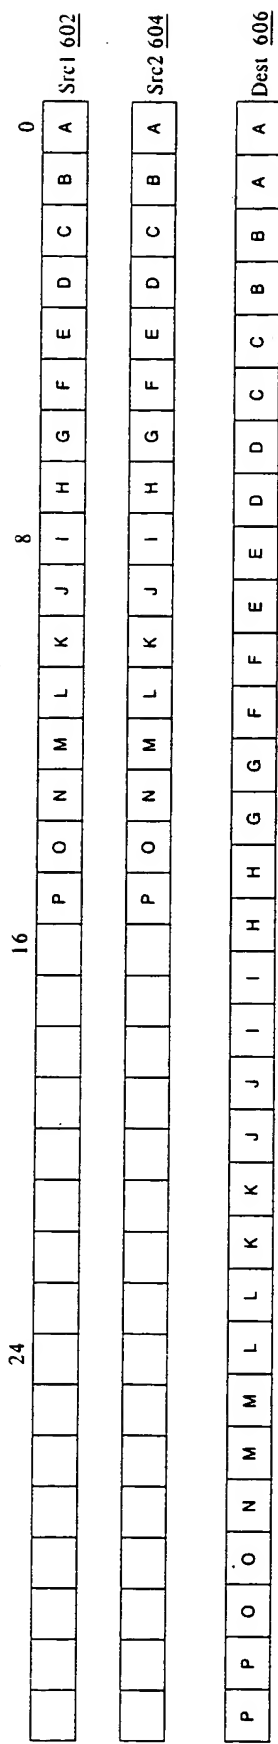 24 16 8 0
P O N M L K J I H G F E D C B A Src1 602
P O N M L K J I H G F E D C B A Src2 604
P P O O N M M L L K K J J I I H H G G F F E E D D C C B B A A Dest 606